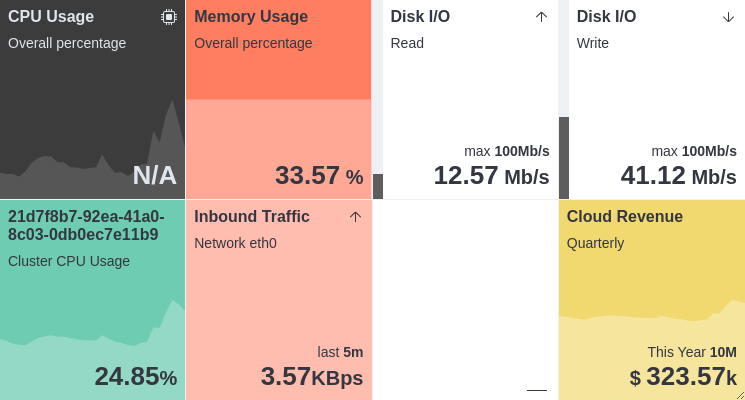 CPU Usage
Overall percentage
N/A
Memory Usage
Overall percentage
33.57 %
Disk I/O
Read
max 100Mb/s
12.57 Mb/s
Disk I/O
Write
max 100Mb/s
41.12 Mb/s
21d7f8b7-92ea-41a0-
8c03-0db0ec7e11b9
Cluster CPU Usage
24.85%
Inbound Traffic
Network eth0
last 5m
3.57KBps
Cloud Revenue
Quarterly
This Year 10M
$ 323.57k